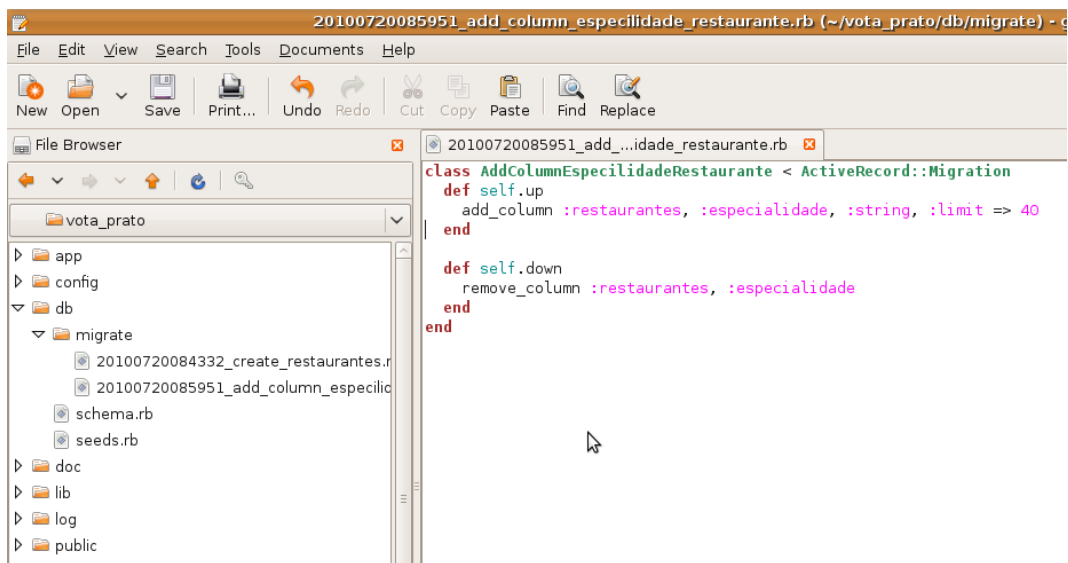 20100720085951_add_column_especilidade_restaurante.rb (~/vota_prato/db/migrate) - g
File Edit View Search Tools Documents Help
New Open Save Print... Undo Redo Cut Copy Paste Find Replace
File Browser
vota_prato
app
config
db
migrate
20100720084332_create_restaurantes.r
20100720085951_add_column_especilid
schema.rb
seeds.rb
doc
lib
log
public
20100720085951_add_...idade_restaurante.rb
class AddColumnEspecilidadeRestaurante < ActiveRecord::Migration
  def self.up
    add_column :restaurantes, :especialidade, :string, :limit => 40
  end
  def self.down
    remove_column :restaurantes, :especialidade
  end
end